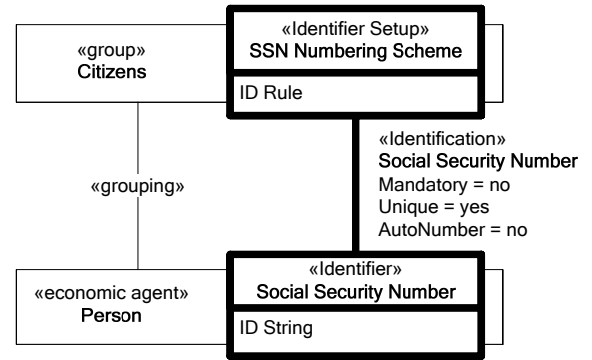 «group»
Citizens
«Identifier Setup»
SSN Numbering Scheme
ID Rule
«grouping»
«Identification»
Social Security Number
Mandatory = no
Unique = yes
AutoNumber = no
«economic agent»
Person
«Identifier»
Social Security Number
ID String